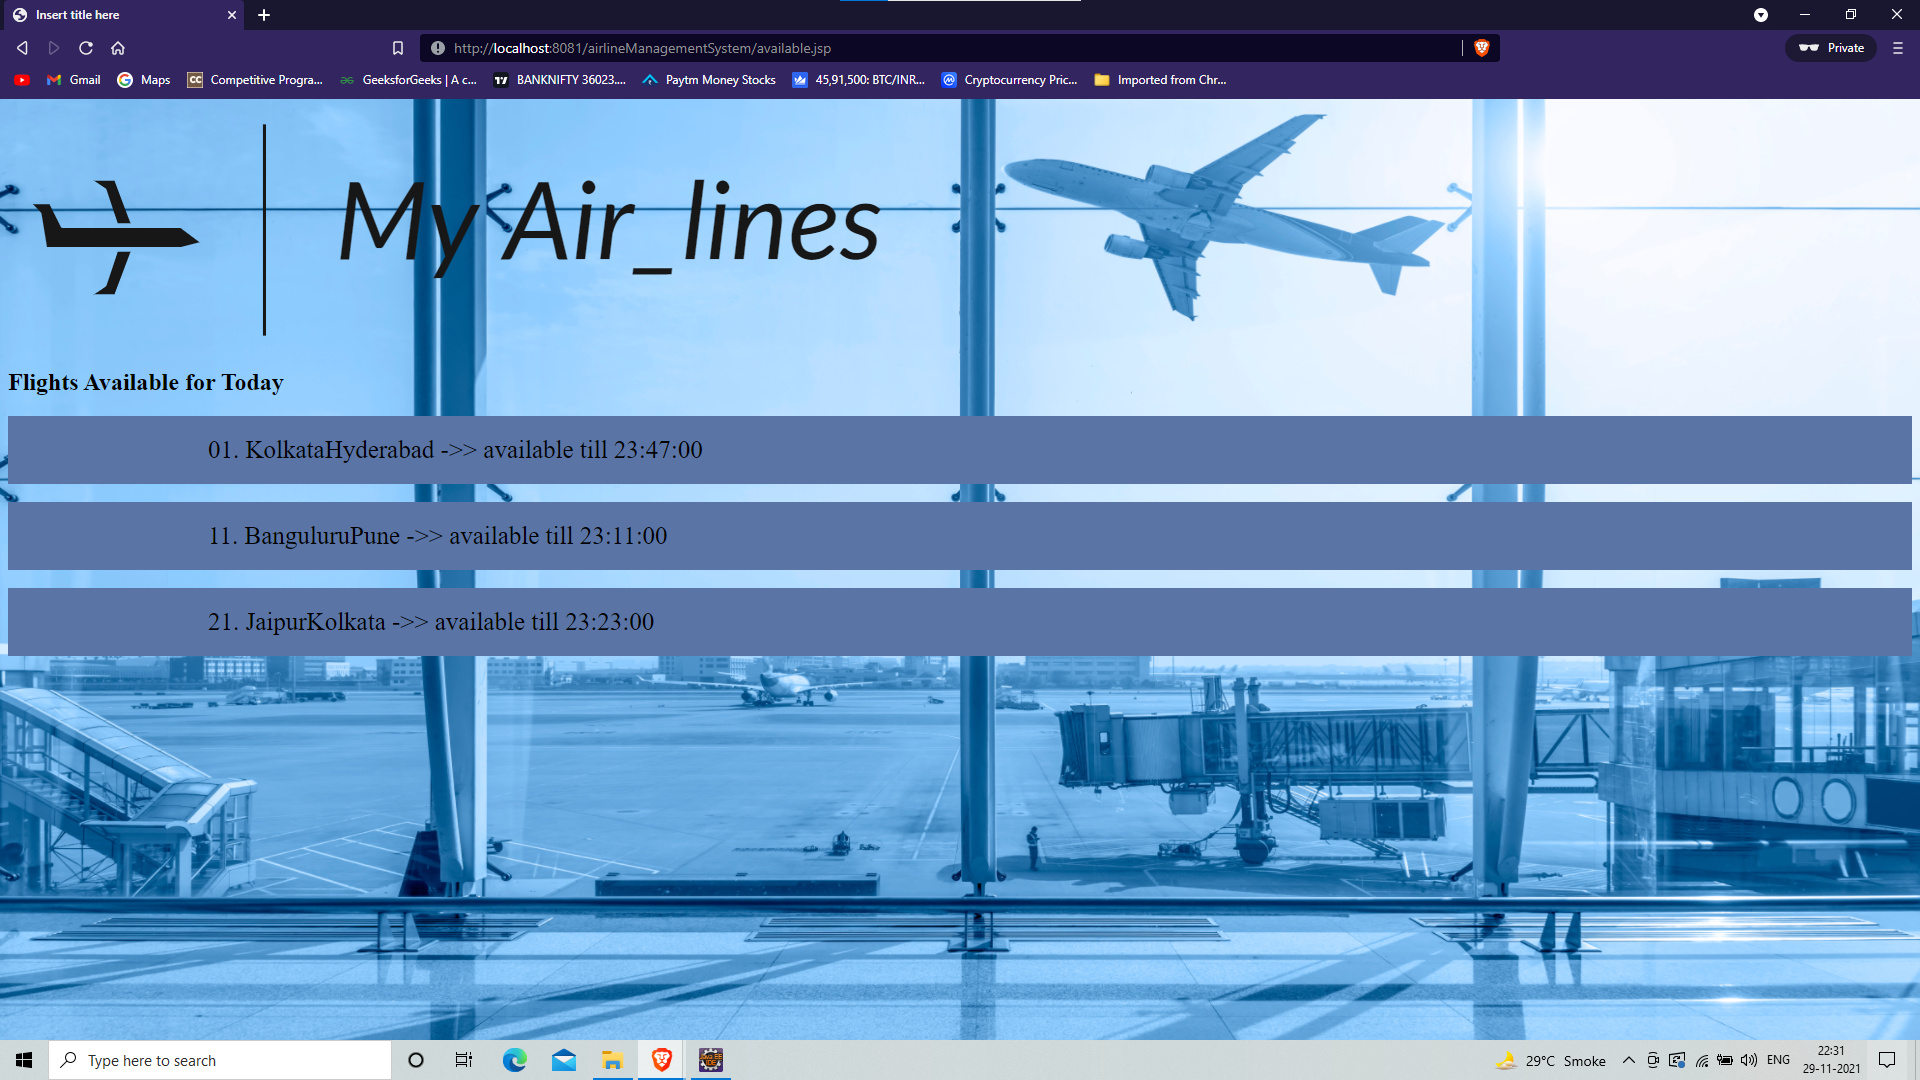 Insert title here
http://localhost:8081/airlineManagementSystem/available.jsp
Private
Gmail
Maps
CC
Competitive Progra...
GeeksforGeeks | A c...
BANKNIFTY 36023....
Paytm Money Stocks
45,91,500: BTC/INR...
Cryptocurrency Pric...
Imported from Chr...
My Air_lines
Flights Available for Today
01. KolkataHyderabad ->> available till 23:47:00
11. BanguluruPune ->> available till 23:11:00
21. JaipurKolkata ->> available till 23:23:00
Type here to search
29°C Smoke
ENG
22:31
29-11-2021